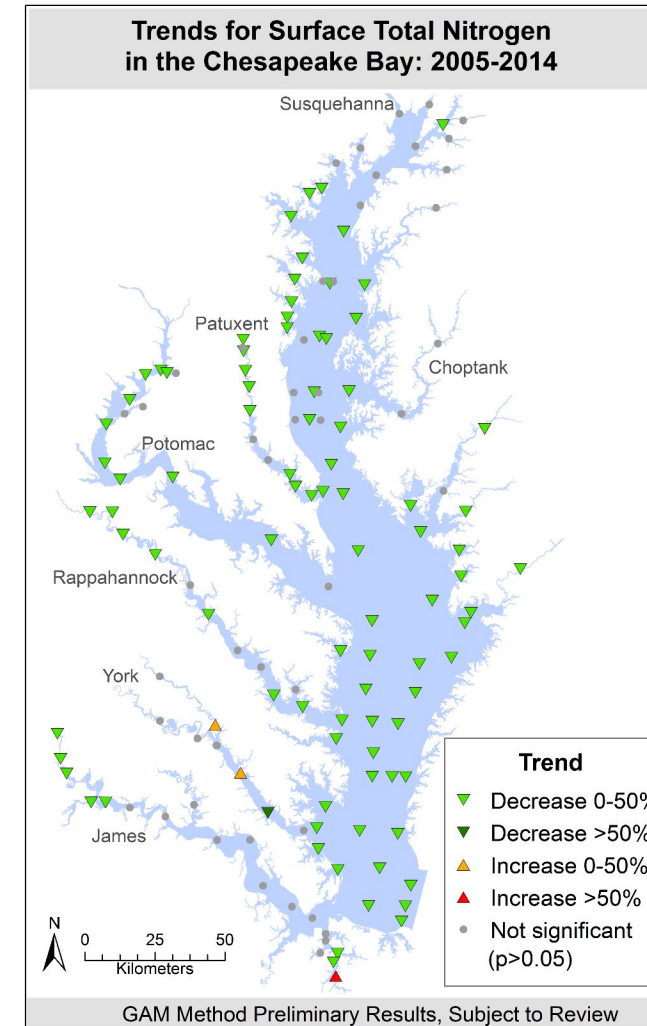 Trends for Surface Total Nitrogen
in the Chesapeake Bay: 2005-2014
Susquehanna
Patuxent
Choptank
Potomac
Rappahannock
York
James
Trend
Decrease 0-50%
Decrease >50%
Increase 0-50%
Increase >50%
Not significant
(p>0.05)
N
0 25 50
Kilometers
GAM Method Preliminary Results, Subject to Review